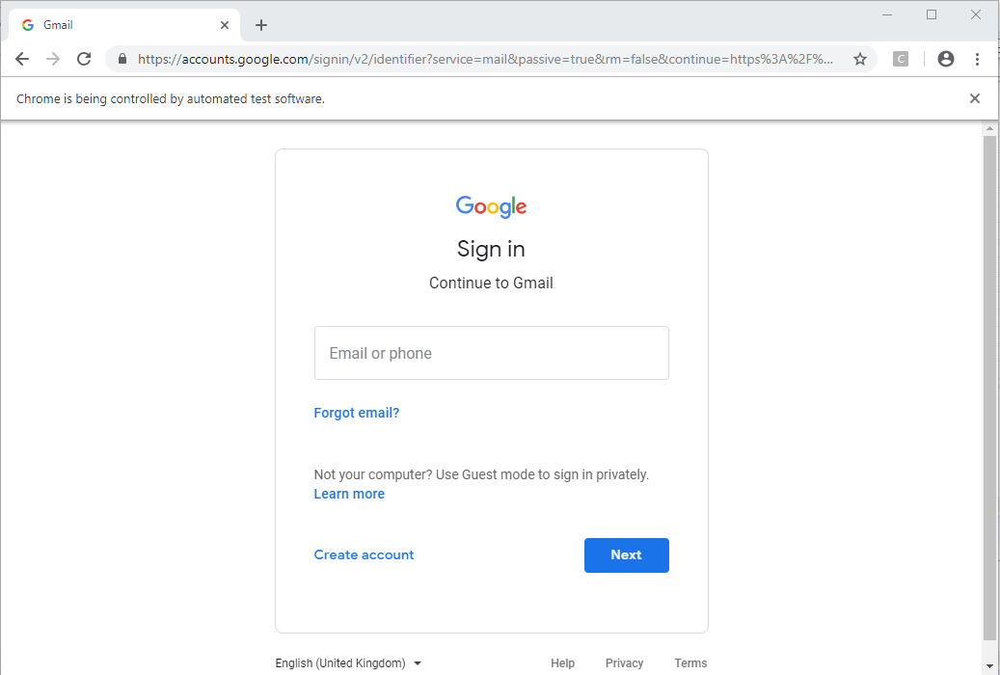 Gmail
https://accounts.google.com/signin/v2/identifier?service=mail&passive=true&rm=false&continue=https%3A%2F%...
C
Chrome is being controlled by automated test software.
Google
Sign in
Continue to Gmail
Email or phone
Forgot email?
Not your computer? Use Guest mode to sign in privately.
Learn more
Create account
Next
English (United Kingdom)
Help
Privacy
Terms